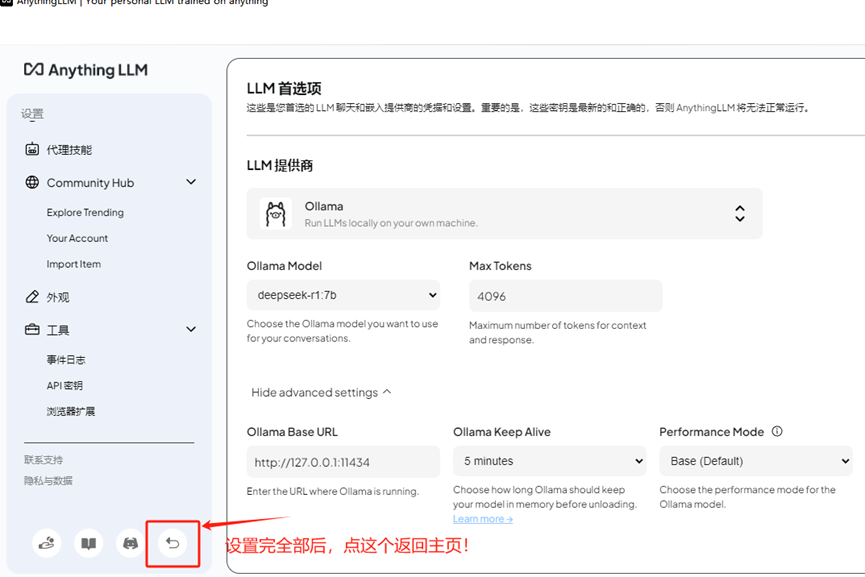 AnythingLLM | Your personal LLM trained on anything
Anything LLM
设置
代理技能
Community Hub
Explore Trending
Your Account
Import Item
外观
工具
事件日志
API 密钥
浏览器扩展
联系支持
隐私与数据
LLM 首选项
这些是您首选的 LLM 聊天和嵌入提供商的凭据和设置。重要的是，这些密钥是最新的和正确的，否则 AnythingLLM 将无法正常运行。
LLM 提供商
Ollama
Run LLMs locally on your own machine.
Ollama Model
Max Tokens
deepseek-r1:7b
4096
Choose the Ollama model you want to use
for your conversations.
Maximum number of tokens for context
and response.
Hide advanced settings
Ollama Base URL
Ollama Keep Alive
Performance Mode
http://127.0.0.1:11434
5 minutes
Base (Default)
Enter the URL where Ollama is running.
Choose how long Ollama should keep
your model in memory before unloading.
Learn more →
Choose the performance mode for the
Ollama model.
设置完全部后，点这个返回主页！